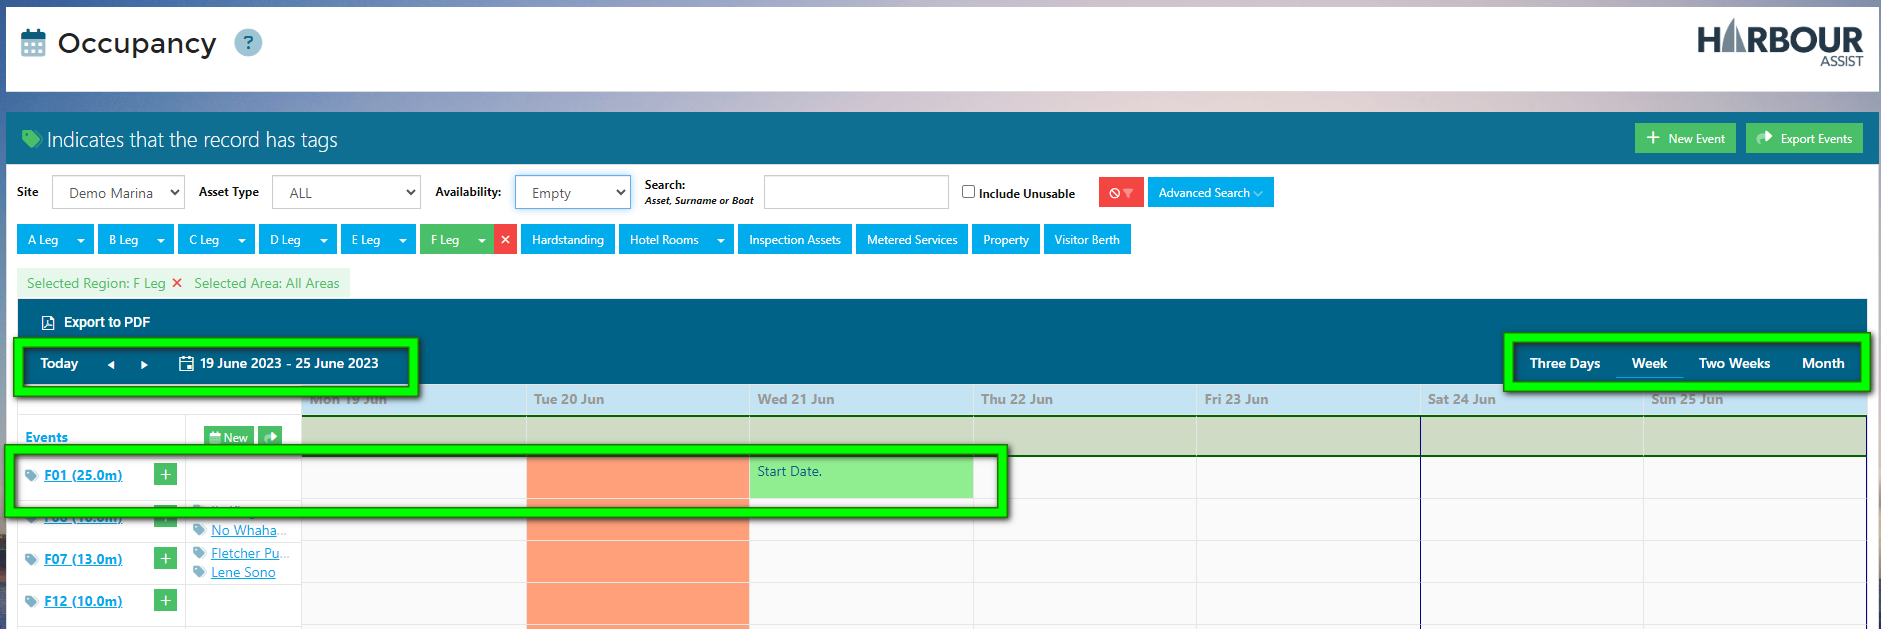 Occupancy ?
HARBOUR
ASSIST
Indicates that the record has tags
+ New Event
Export Events
Site Demo Marina Asset Type ALL Availability: Empty Search:
Asset, Surname or Boat
Include Unusable
Advanced Search
A Leg B Leg C Leg D Leg E Leg F Leg Hardstanding Hotel Rooms Inspection Assets Metered Services Property Visitor Berth
Selected Region: F Leg Selected Area: All Areas
Export to PDF
Today 19 June 2023 - 25 June 2023 Three Days Week Two Weeks Month
Mon 19 Jun Tue 20 Jun Wed 21 Jun Thu 22 Jun Fri 23 Jun Sat 24 Jun Sun 25 Jun
Events New
F01 (25.0m) + Start Date.
No Whaha...
F07 (13.0m) + Fletcher Pu...
Lene Sono
F12 (10.0m) +